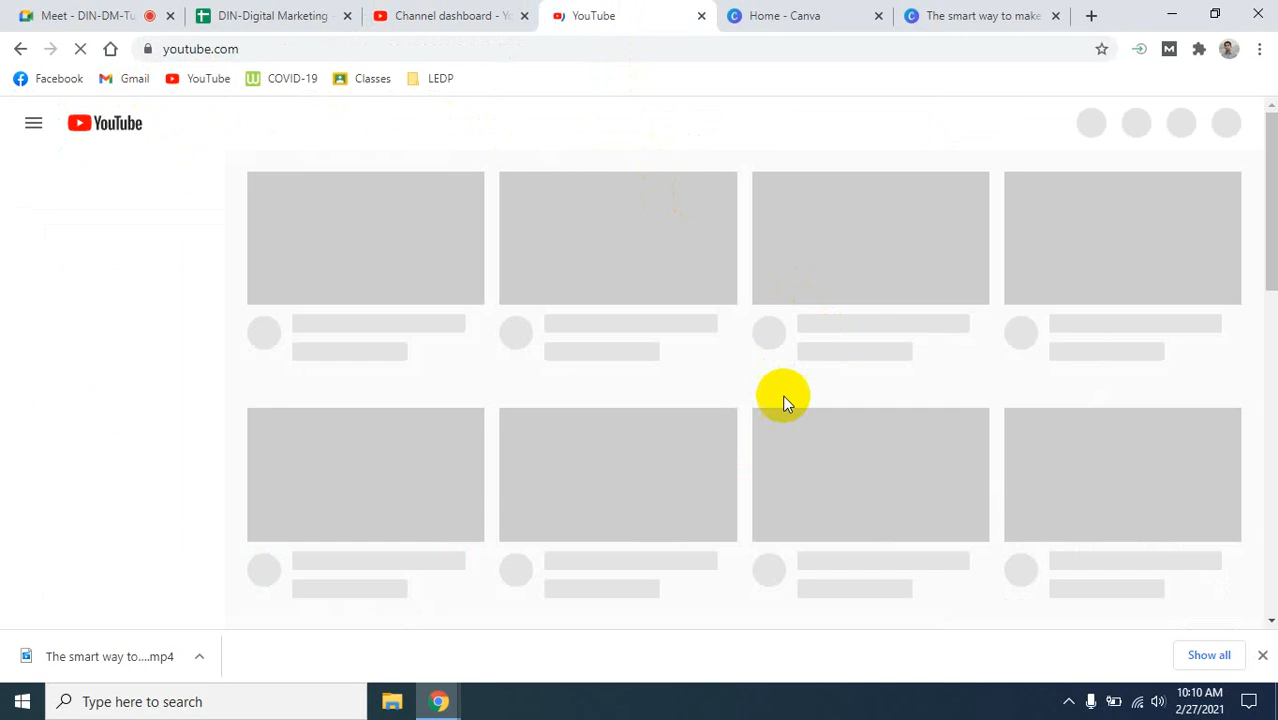 Meet - DIN-DM-Tu
DIN-Digital Marketing
Channel dashboard - Yo
YouTube
Home - Canva
The smart way to make
youtube.com
M
Facebook
Gmail
YouTube
COVID-19
Classes
LEDP
YouTube
The smart way to....mp4
Show all
Type here to search
10:10 AM
2/27/2021